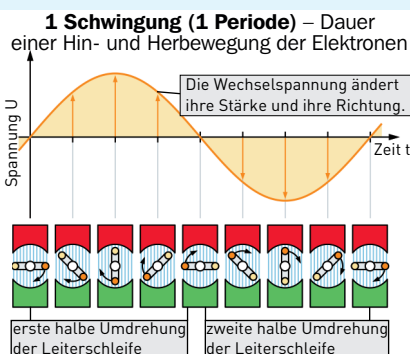 1 Schwingung (1 Periode) – Dauer
einer Hin- und Herbewegung der Elektronen
Spannung U
Die Wechselspannung ändert
ihre Stärke und ihre Richtung.
Zeit t
erste halbe Umdrehung
der Leiterschleife
zweite halbe Umdrehung
der Leiterschleife